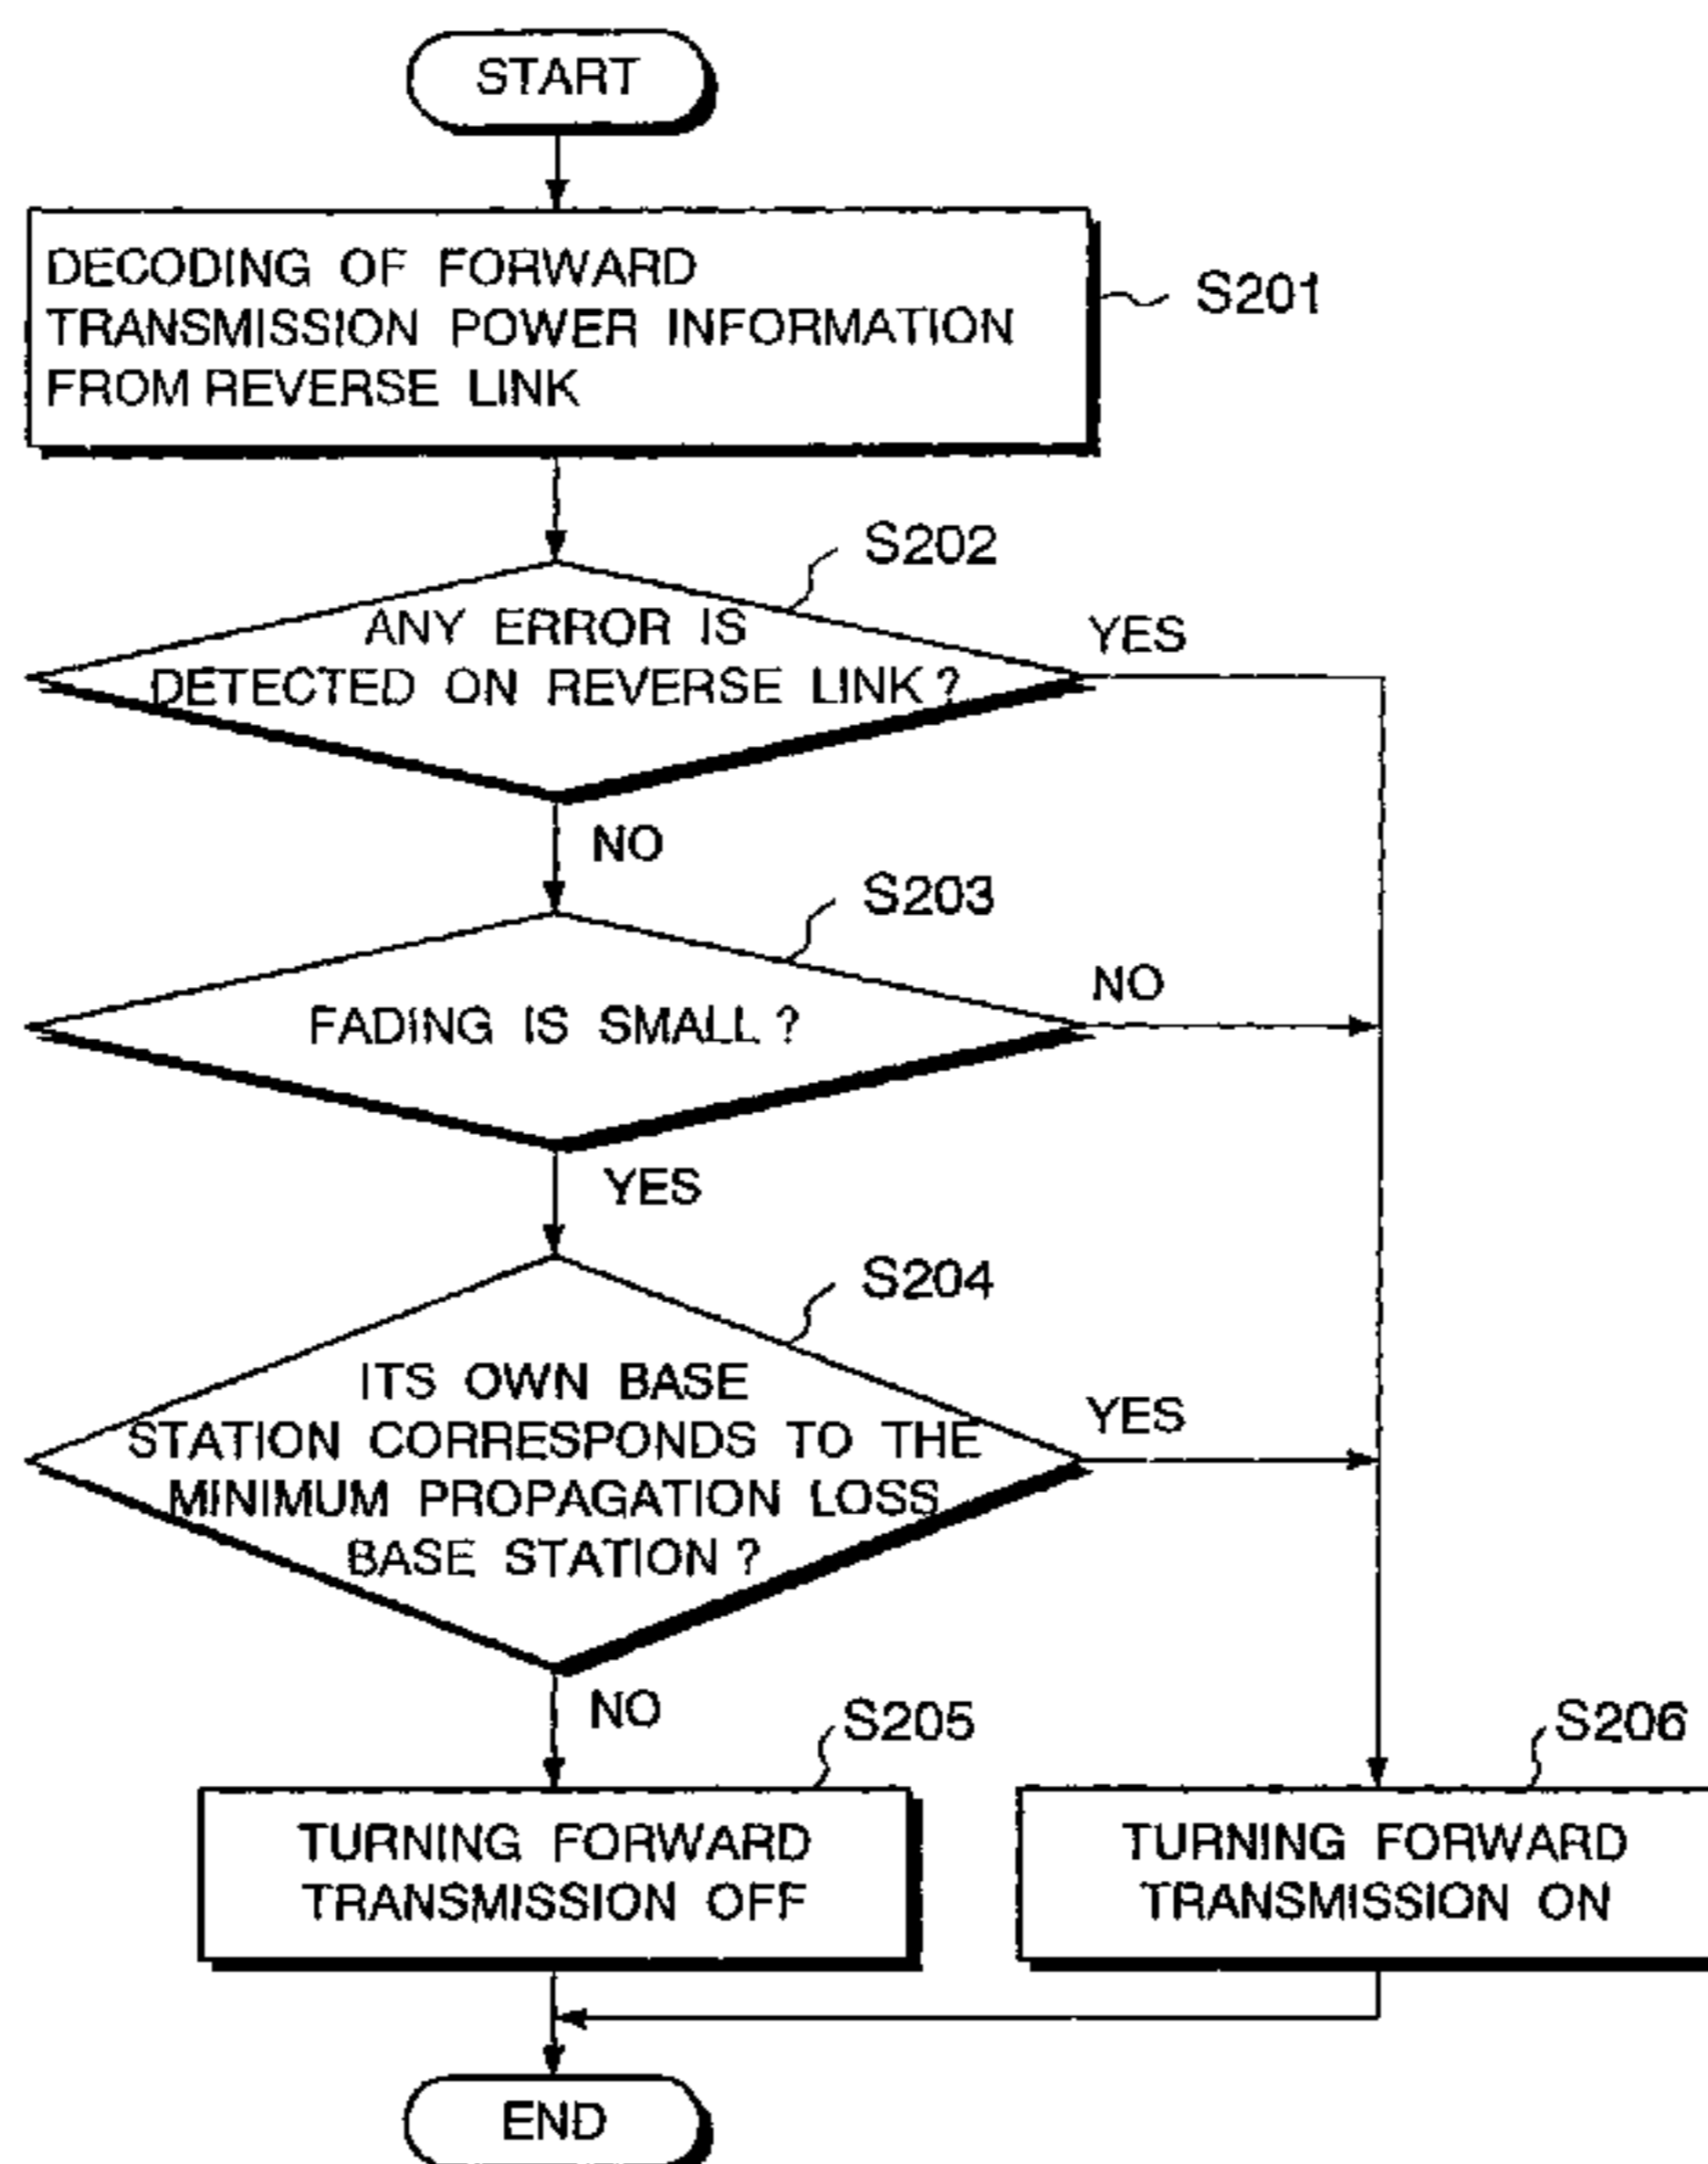 START
DECODING OF FORWARD
TRANSMISSION POWER INFORMATION
FROM REVERSE LINK
S201
S202
ANY ERROR IS
DETECTED ON REVERSE LINK?
YES
NO
S203
FADING IS SMALL?
NO
YES
S204
ITS OWN BASE
STATION CORRESPONDS TO THE
MINIMUM PROPAGATION LOSS
BASE STATION?
YES
NO
S205
TURNING FORWARD
TRANSMISSION OFF
S206
TURNING FORWARD
TRANSMISSION ON
END